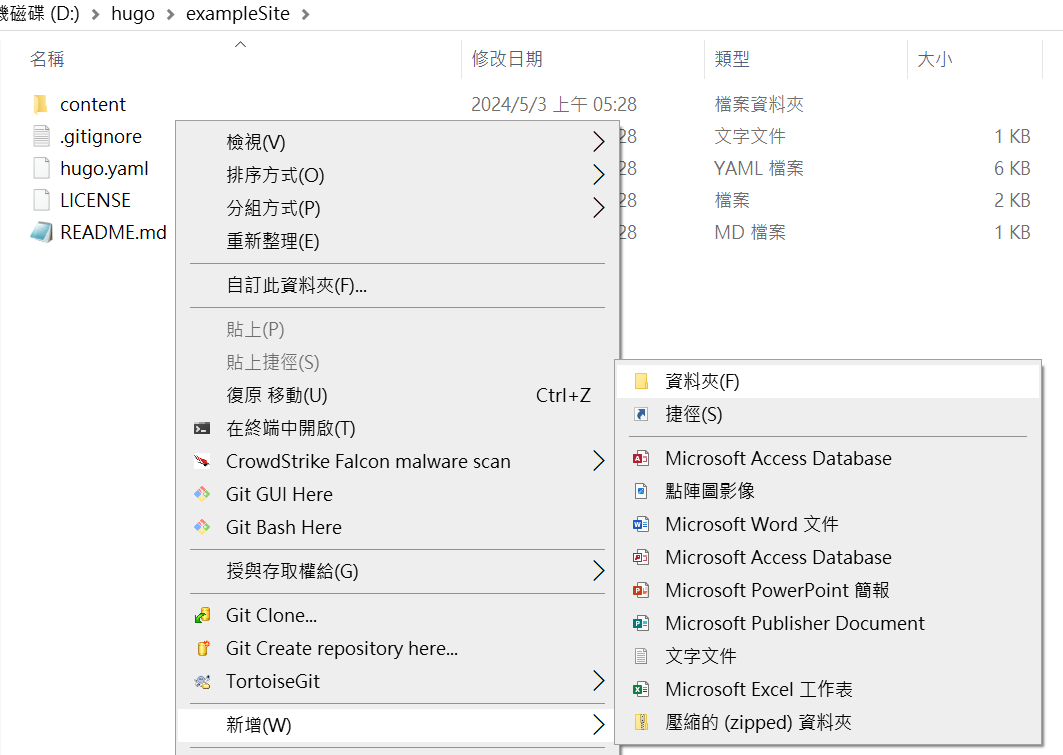 機磁碟 (D:) › hugo › exampleSite ›
名稱 修改日期 類型 大小
content 2024/5/3 上午 05:28 檔案資料夾
.gitignore 28 文字文件 1 KB
hugo.yaml 28 YAML 檔案 6 KB
LICENSE 28 檔案 2 KB
README.md 28 MD 檔案 1 KB
檢視(V)
排序方式(O)
分組方式(P)
重新整理(E)
自訂此資料夾(F)...
貼上(P)
貼上捷徑(S)
復原 移動(U) Ctrl+Z
在終端中開啟(T)
CrowdStrike Falcon malware scan
Git GUI Here
Git Bash Here
授與存取權給(G)
Git Clone...
Git Create repository here...
TortoiseGit
新增(W)
資料夾(F)
捷徑(S)
Microsoft Access Database
點陣圖影像
Microsoft Word 文件
Microsoft Access Database
Microsoft PowerPoint 簡報
Microsoft Publisher Document
文字文件
Microsoft Excel 工作表
壓縮的 (zipped) 資料夾